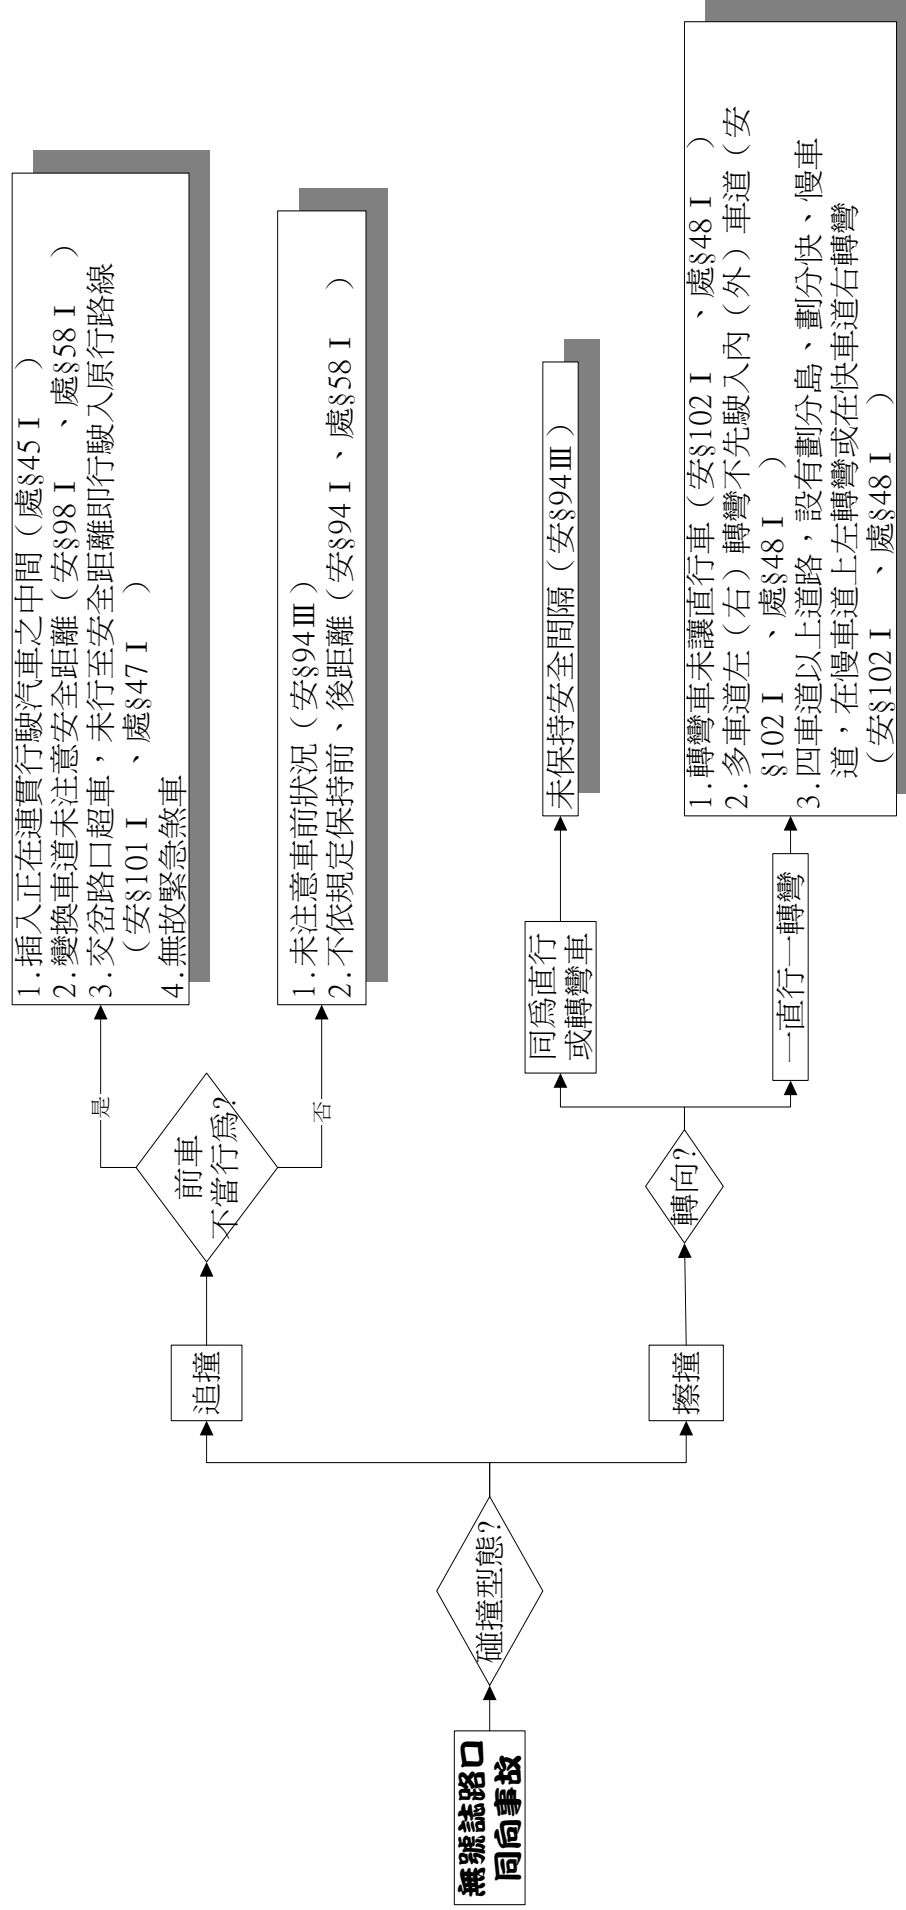 無號誌路口
同向事故
碰撞型態?
追撞
前車
不當行為?
是
1.插入正在連貫行駛汽車之中間（處§45Ⅰ　）
2.變換車道未注意安全距離（安§98Ⅰ　、處§58Ⅰ　）
3.交岔路口超車，未行至安全距離即行駛入原行路線
（安§101Ⅰ　、處§47Ⅰ　）
4.無故緊急煞車
否
1.未注意車前狀況（安§94Ⅲ）
2.不依規定保持前、後距離（安§94Ⅰ、處§58Ⅰ　）
擦撞
轉向?
同為直行
或轉彎車
未保持安全間隔（安§94Ⅲ）
一直行一轉彎
1.轉彎車未讓直行車（安§102Ⅰ　、處§48Ⅰ　）
2.多車道左（右）轉彎不先駛入內（外）車道（安
§102Ⅰ　、處§48Ⅰ　）
3.四車道以上道路，設有劃分島、劃分快、慢車
道，在慢車道上左轉彎或在快車道右轉彎
（安§102Ⅰ　、處§48Ⅰ　）